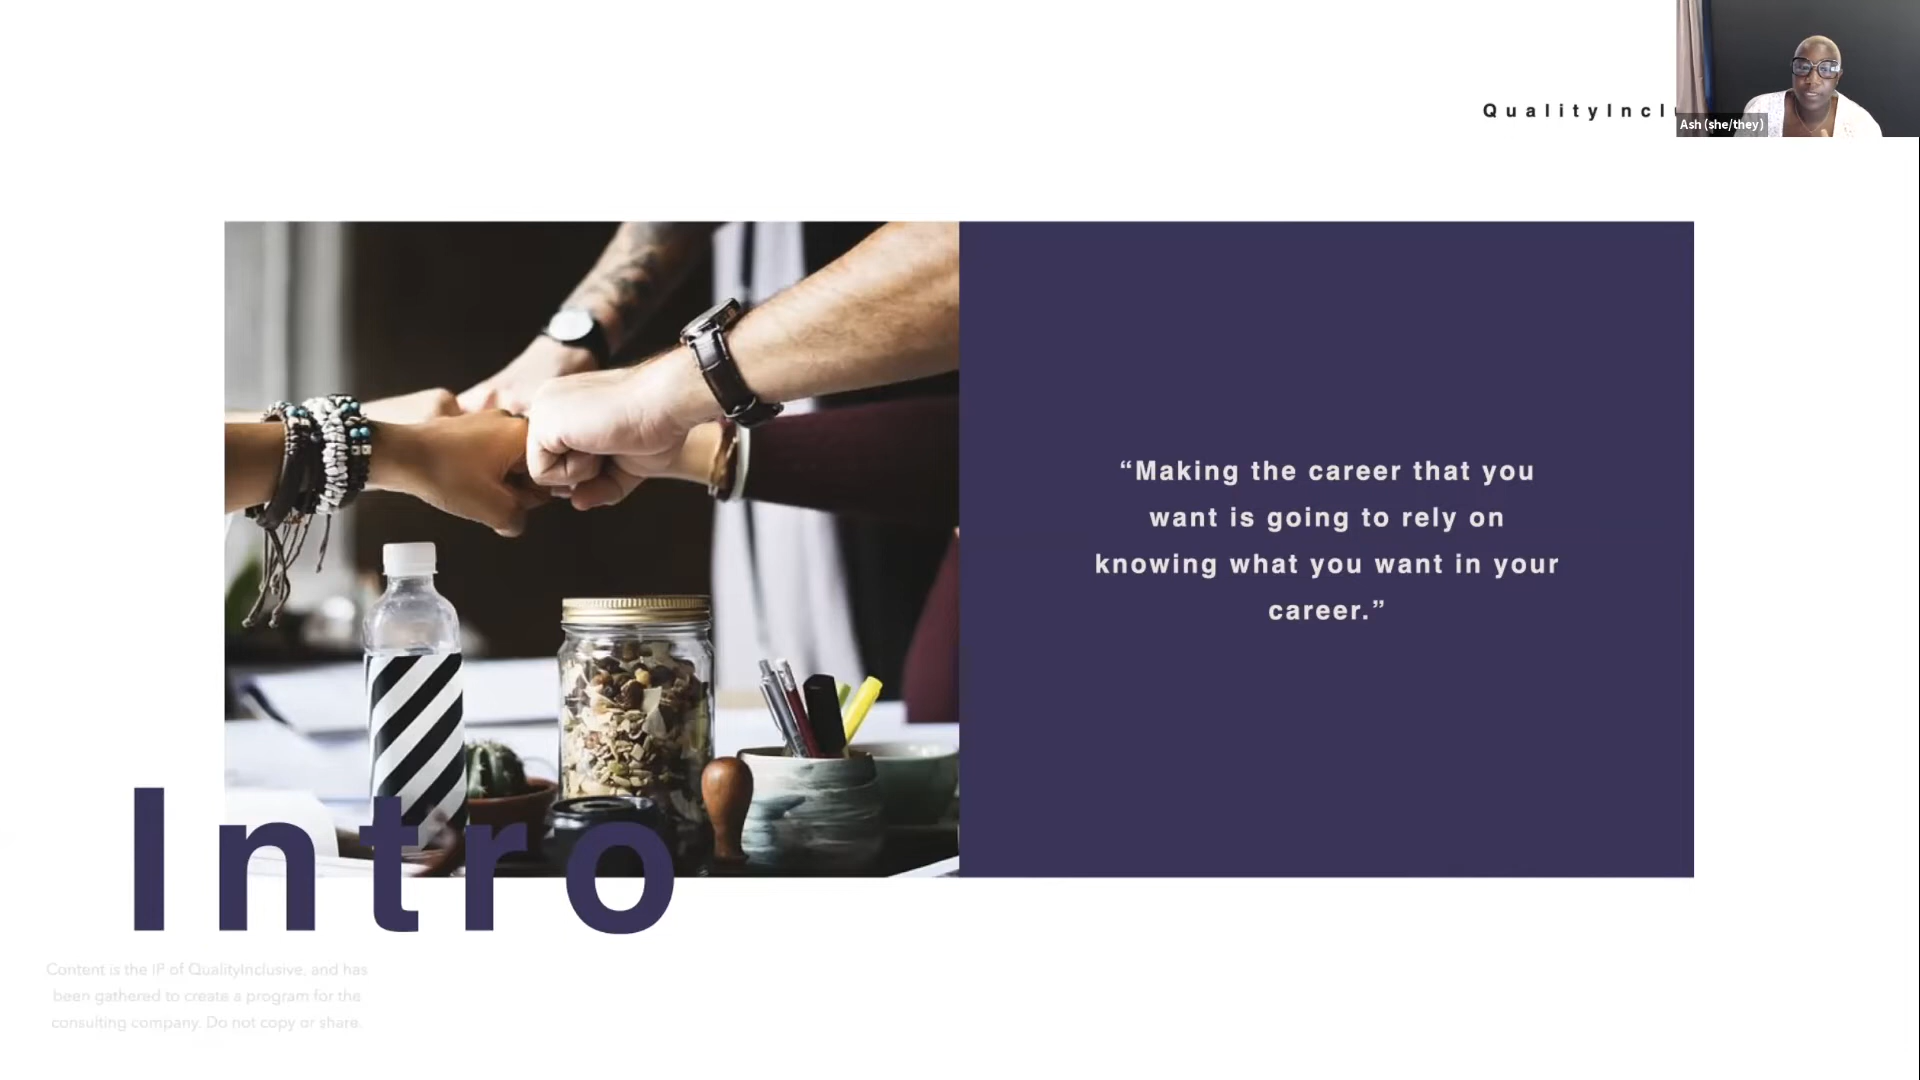 QualityInclu
Ash (she/they)
“Making the career that you
want is going to rely on
knowing what you want in your
career.”
Intro
Content is the IP of QualityInclusive, and has
been gathered to create a program for the
consulting company. Do not copy or share.